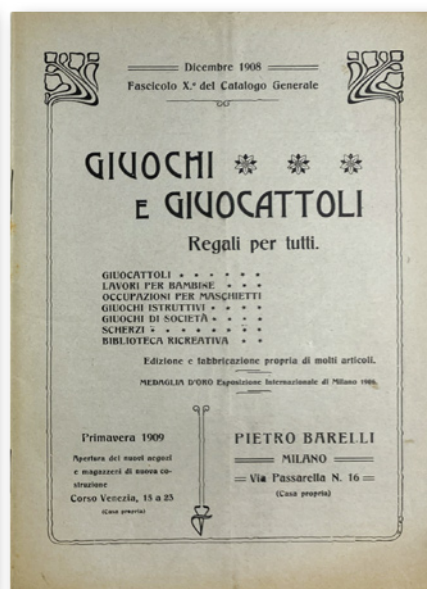 Dicembre 1908
Fascicolo X.º del Catalogo Generale
GIUOCHI
E GIUOCATTOLI
Regali per tutti.
GIUOCATTOLI
LAVORI PER BAMBINE
OCCUPAZIONI PER MASCHIETTI
GIUOCHI ISTRUTTIVI
GIUOCHI DI SOCIETÀ
SCHERZI
BIBLIOTECA RICREATIVA
Edizione e fabbricazione propria di molti articoli.
MEDAGLIA D'ORO Esposizione Internazionale di Milano 1906.
Primavera 1909
Apertura dei nuovi negozi
e magazzeni di nuova co-
struzione
Corso Venezia, 15 a 23
(Casa propria)
PIETRO BARELLI
MILANO
Via Passarella N. 16
(Casa propria)